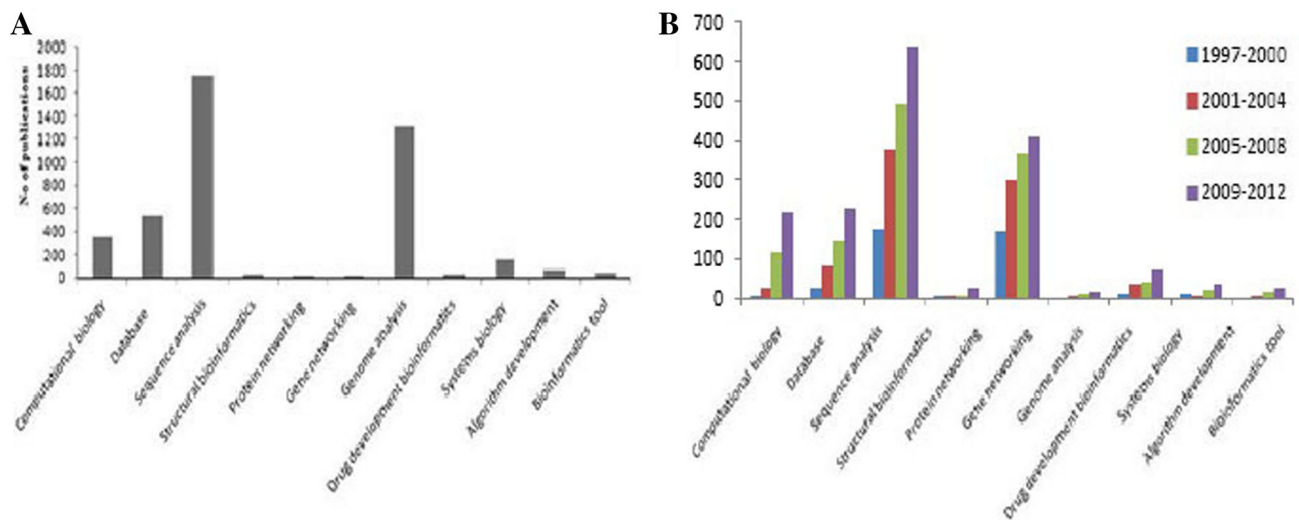 A
No of publications
2000
1800
1600
1400
1200
1000
800
600
400
200
0
Computational biology
Database
Sequence analysis
Structural bioinformatics
Protein networking
Gene networking
Genome analysis
Drug development bioinformatics
Systems biology
Algorithm development
Bioinformatics tool
B
700
600
500
400
300
200
100
0
1997-2000
2001-2004
2005-2008
2009-2012
Computational biology
Database
Sequence analysis
Structural bioinformatics
Protein networking
Gene networking
Genome analysis
Drug development bioinformatics
Systems biology
Algorithm development
Bioinformatics tool